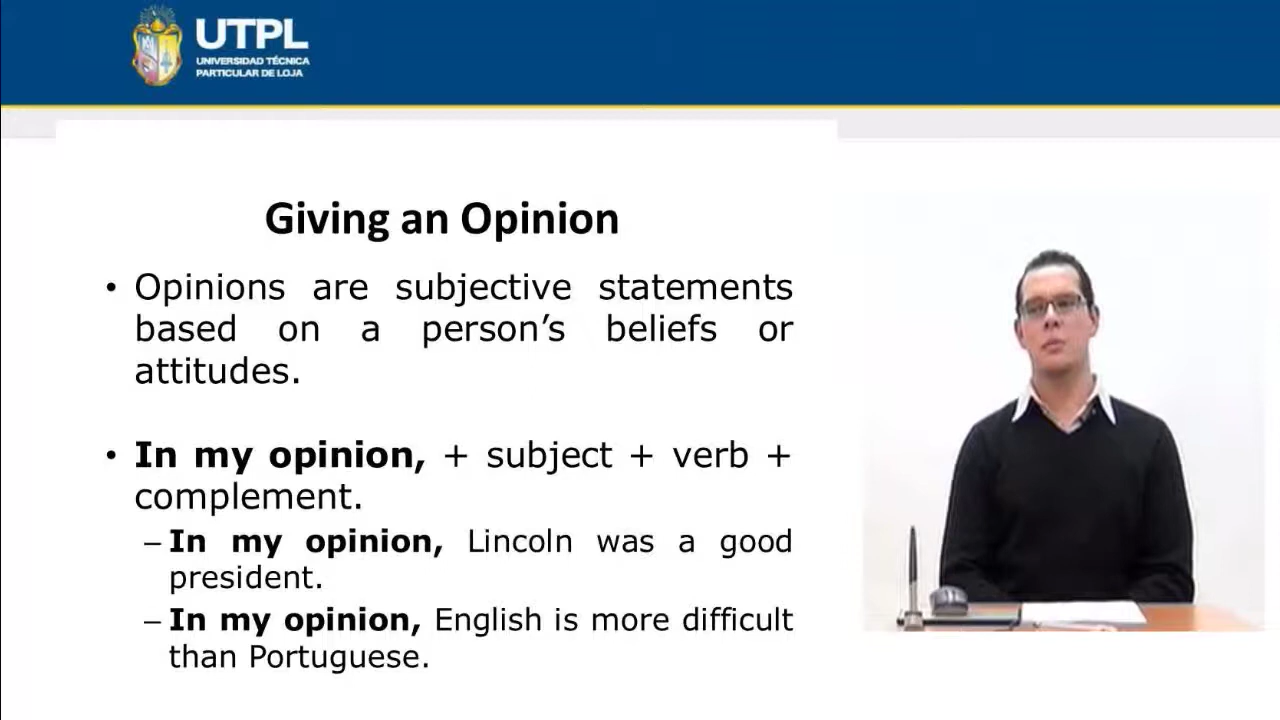 UTPL
UNIVERSIDAD TÉCNICA
PARTICULAR DE LOJA
Giving an Opinion
• Opinions are subjective statements
based on a person’s beliefs or
attitudes.
• In my opinion, + subject + verb +
complement.
– In my opinion, Lincoln was a good
president.
– In my opinion, English is more difficult
than Portuguese.